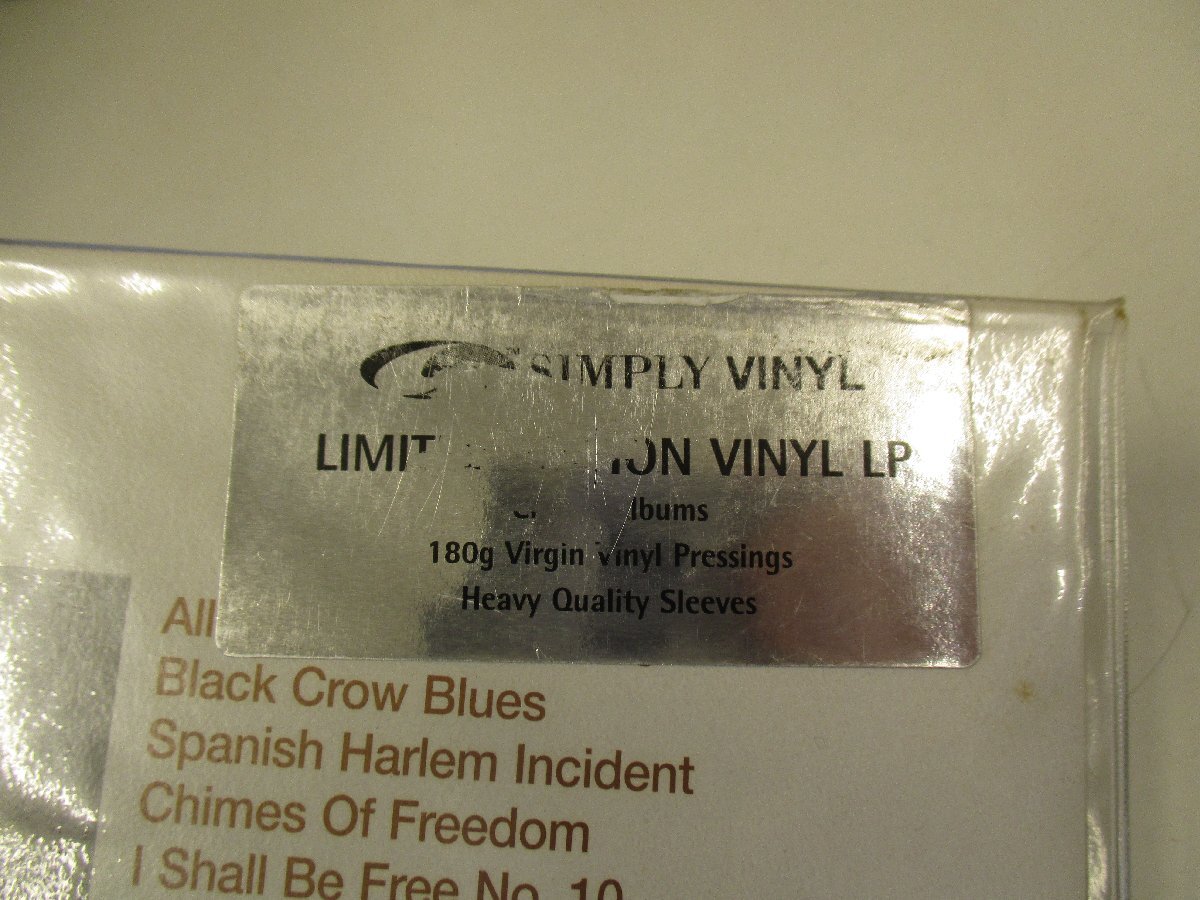 SIMPLY VINYL
VINYL LP
180g Virgin Vinyl Pressings
Heavy Quality Sleeves
All
Black Crow Blues
Spanish Harlem Incident
Chimes Of Freedom
I Shall Be Free No. 10